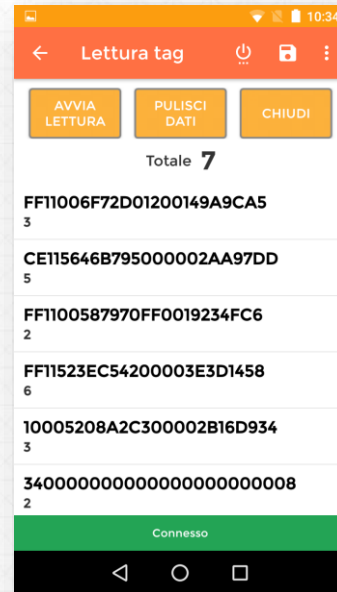 10:34
Lettura tag
AVVIA
LETTURA
PULISCI
DATI
CHIUDI
Totale 7
FF11006F72D01200149A9CA5
3
CE115646B795000002AA97DD
5
FF1100587970FF0019234FC6
2
FF11523EC54200003E3D1458
6
10005208A2C300002B16D934
3
340000000000000000000008
2
Connesso